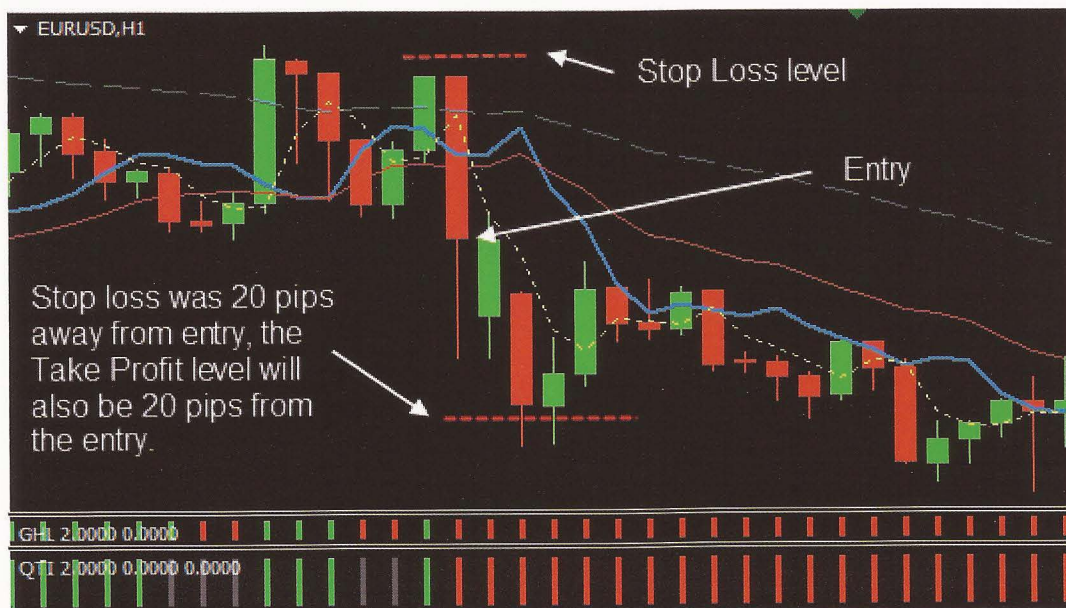 EURUSD,H1
Stop Loss level
Entry
Stop loss was 20 pips
away from entry, the
Take Profit level will
also be 20 pips from
the entry.
GHL 2.0000 0.0000
QTI 2.0000 0.0000 0.0000